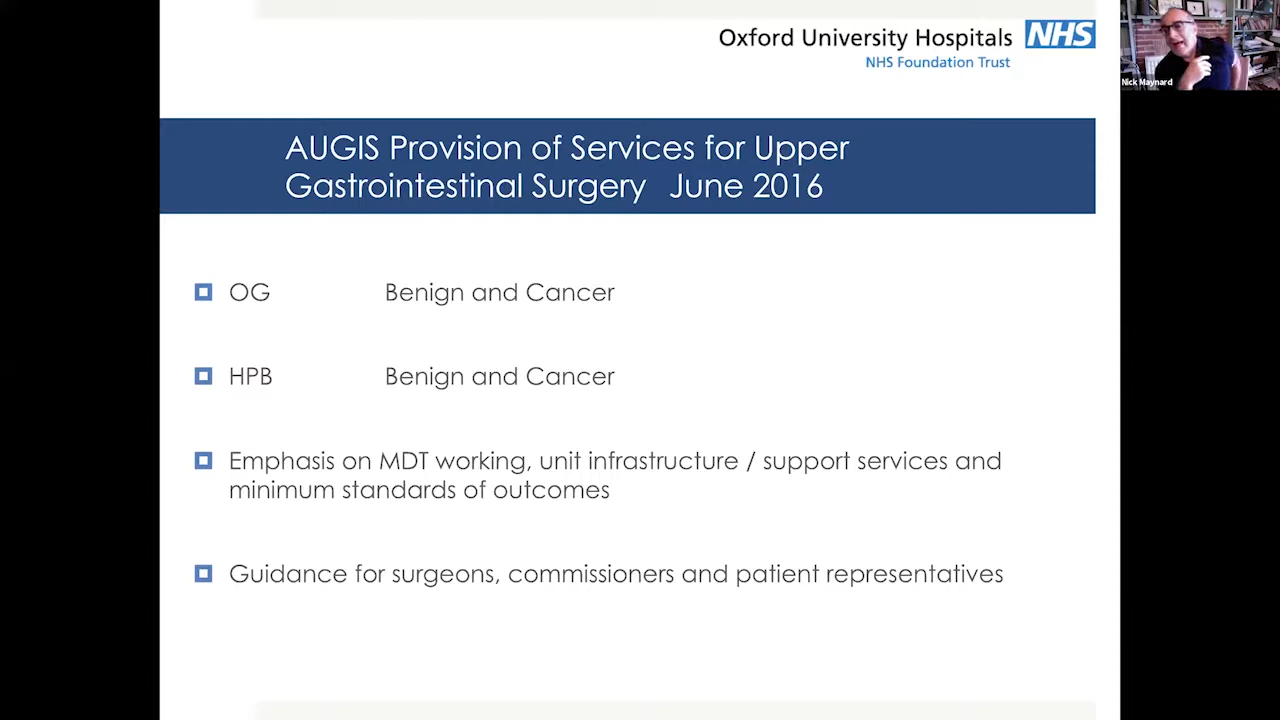 Oxford University Hospitals NHS
NHS Foundation Trust
Nick Maynard
AUGIS Provision of Services for Upper
Gastrointestinal Surgery June 2016
OG Benign and Cancer
HPB Benign and Cancer
Emphasis on MDT working, unit infrastructure / support services and
minimum standards of outcomes
Guidance for surgeons, commissioners and patient representatives